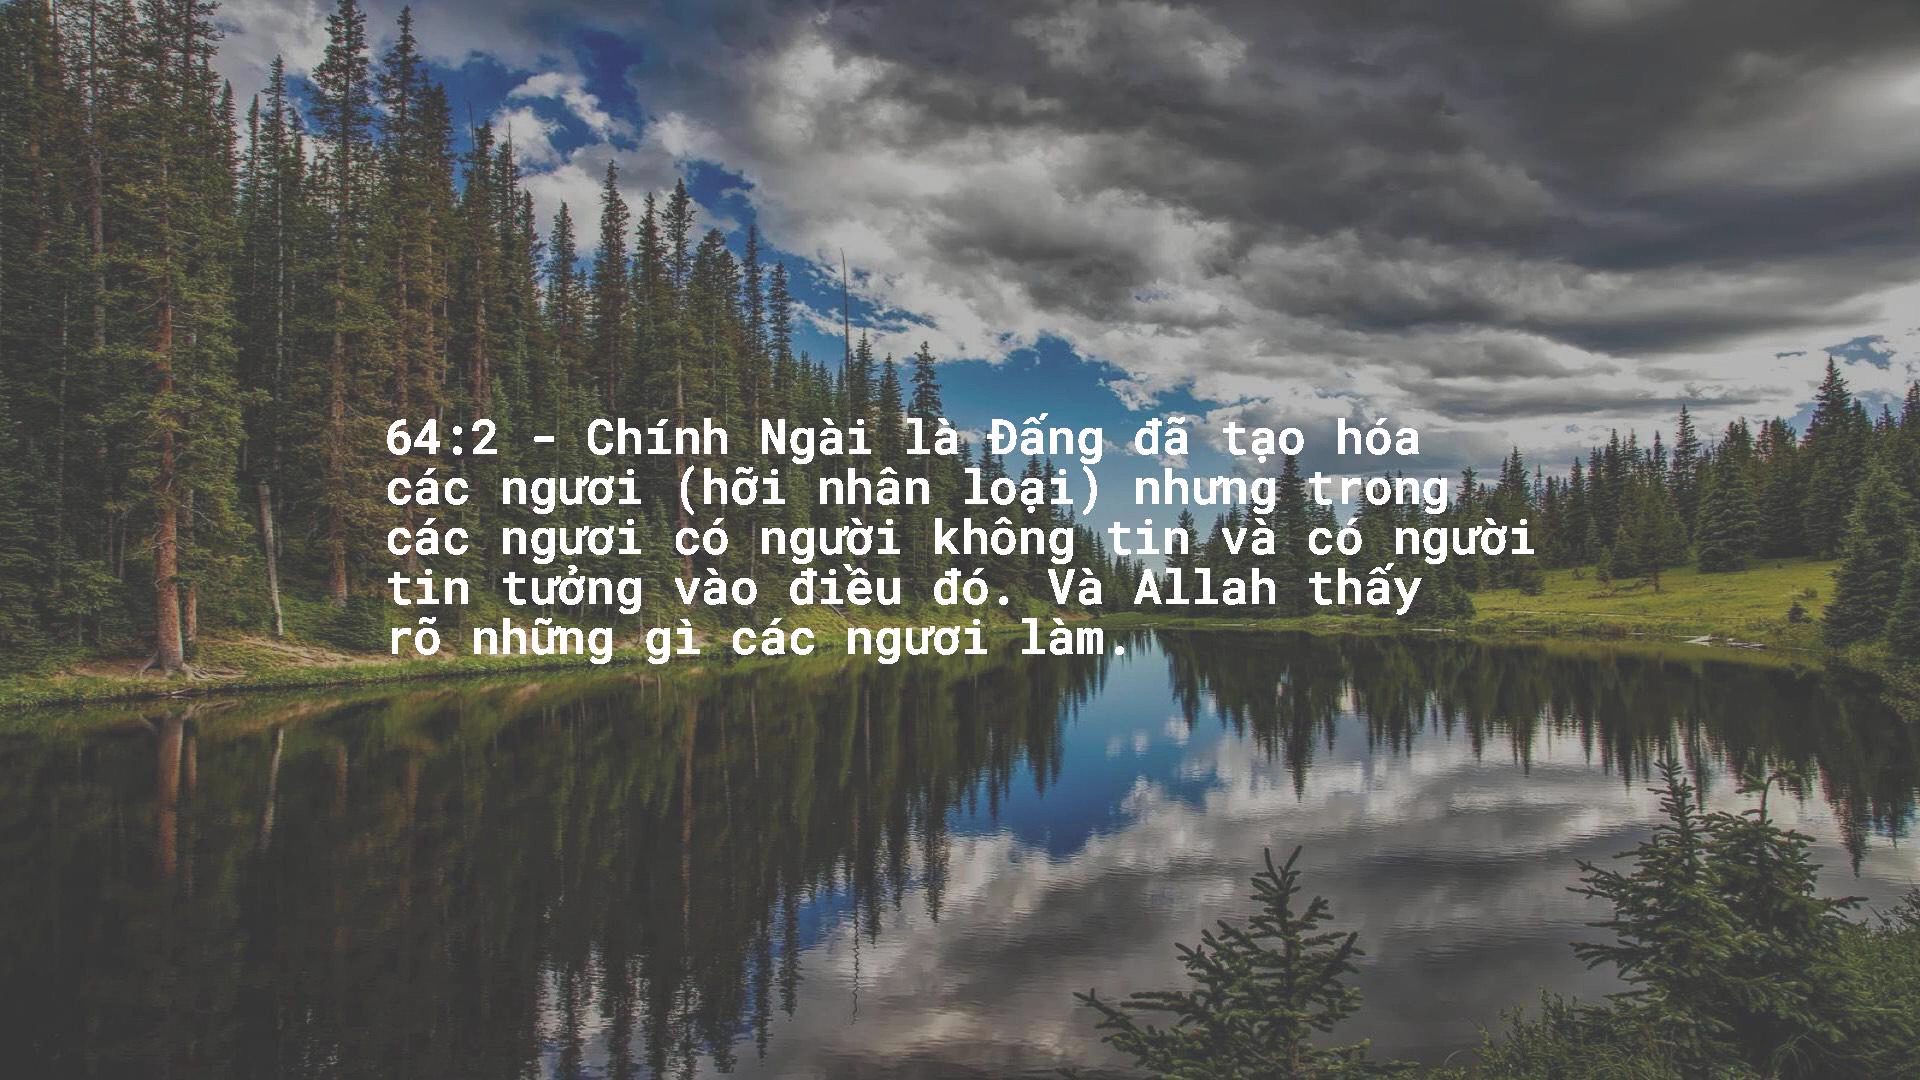 64:2 - Chính Ngài là Đấng đã tạo hóa
các ngươi (hỡi nhân loại) nhưng trong
các ngươi có người không tin và có người
tin tưởng vào điều đó. Và Allah thấy
rõ những gì các ngươi làm.